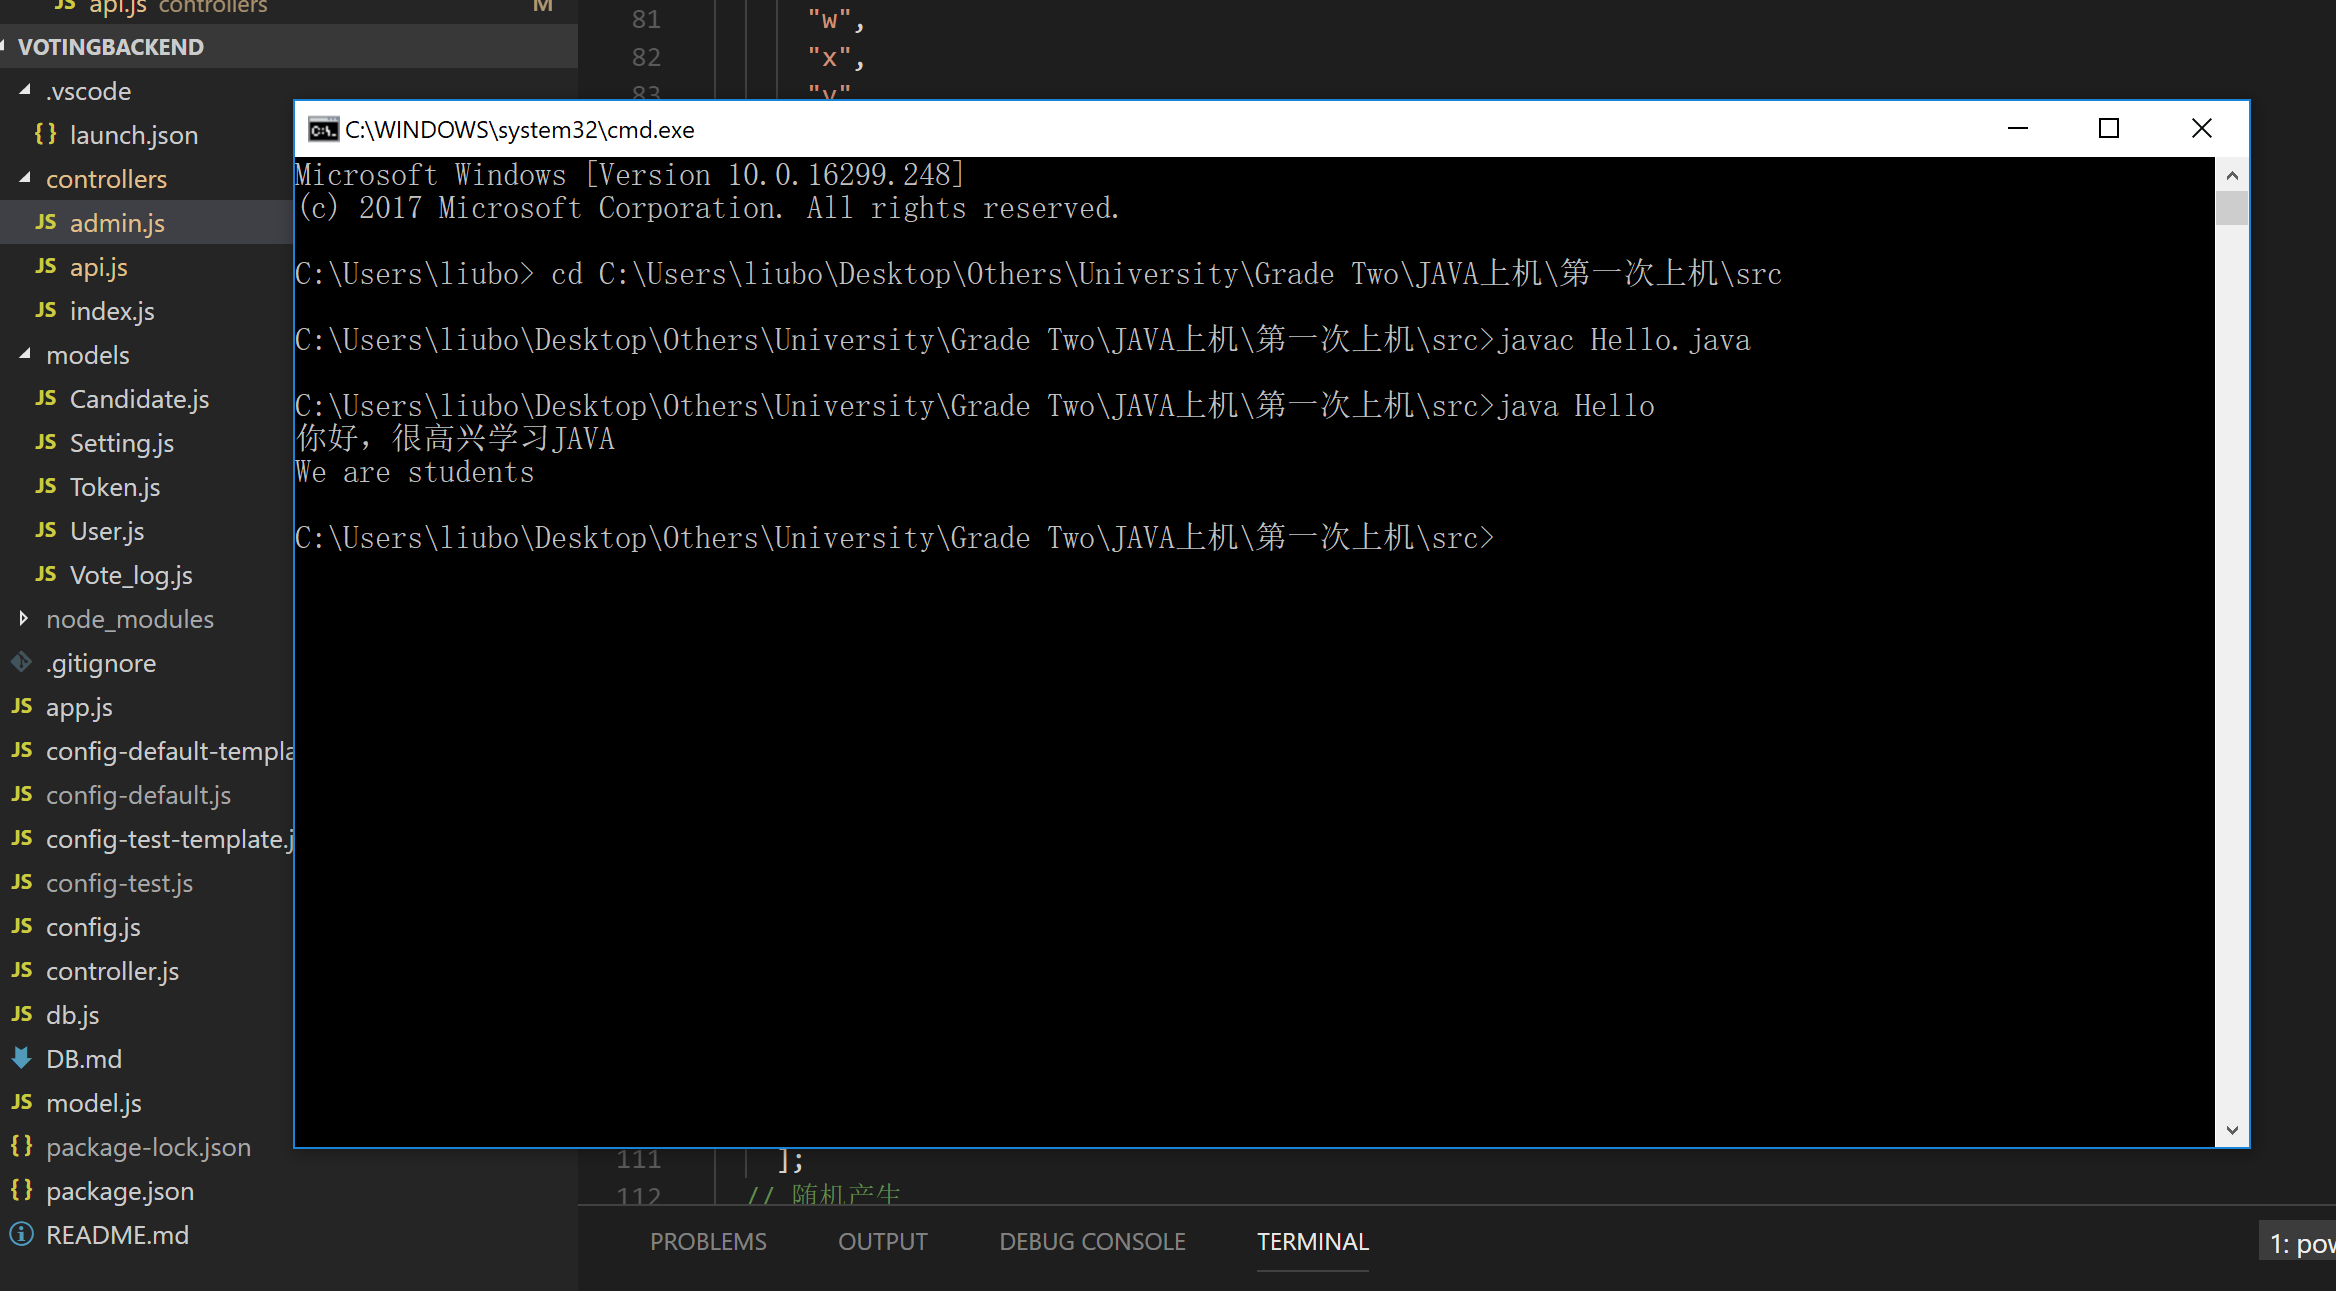 api.js controllers M
VOTINGBACKEND
.vscode
launch.json
controllers
JS admin.js
JS api.js
JS index.js
models
JS Candidate.js
JS Setting.js
JS Token.js
JS User.js
JS Vote_log.js
node_modules
.gitignore
JS app.js
JS config-default-templa
JS config-default.js
JS config-test-template.j
JS config-test.js
JS config.js
JS controller.js
JS db.js
DB.md
JS model.js
package-lock.json
package.json
README.md
81 "w",
82 "x",
83
C:\WINDOWS\system32\cmd.exe
Microsoft Windows [Version 10.0.16299.248]
(c) 2017 Microsoft Corporation. All rights reserved.
C:\Users\liubo> cd C:\Users\liubo\Desktop\Others\University\Grade Two\JAVA上机\第一次上机\src
C:\Users\liubo\Desktop\Others\University\Grade Two\JAVA上机\第一次上机\src>javac Hello.java
C:\Users\liubo\Desktop\Others\University\Grade Two\JAVA上机\第一次上机\src>java Hello
你好，很高兴学习JAVA
We are students
C:\Users\liubo\Desktop\Others\University\Grade Two\JAVA上机\第一次上机\src>
111 ];
112 // 随机产生
PROBLEMS OUTPUT DEBUG CONSOLE TERMINAL 1: pow